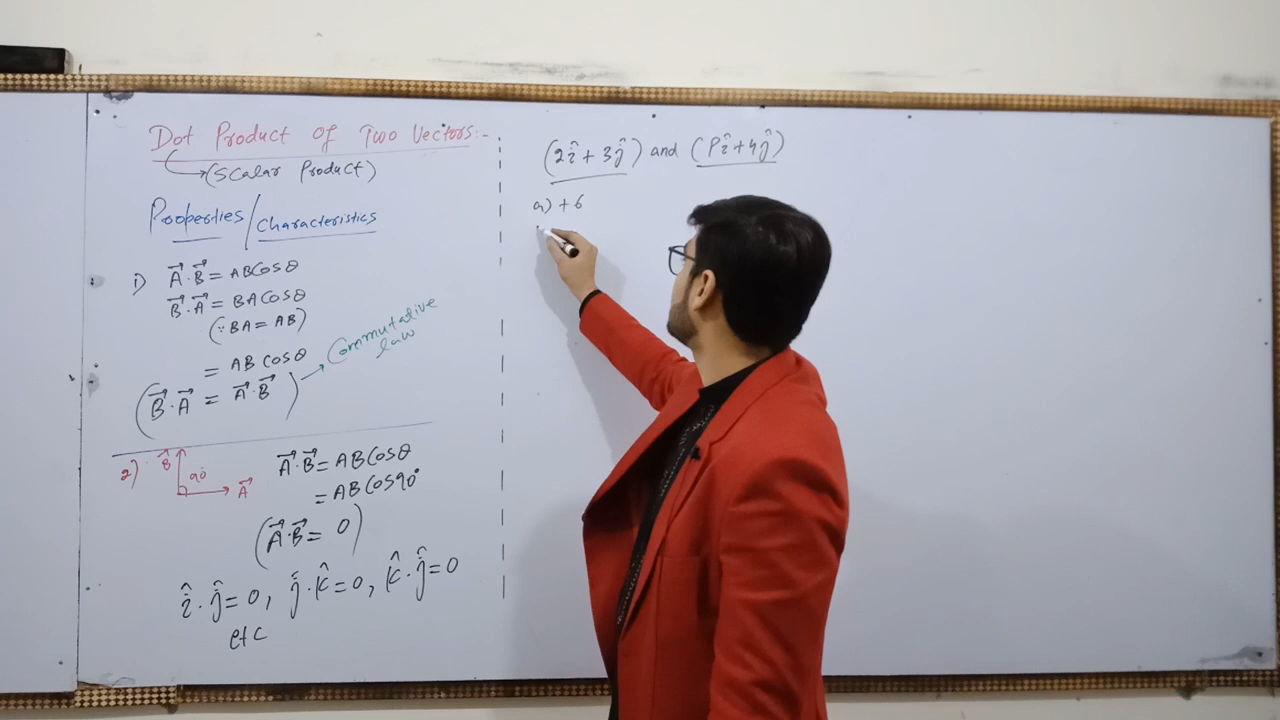 Dot Product of Two Vectors:-
(Scalar Product)
Properties/Characteristics
1) A⃗·B⃗ = ABCosθ
B⃗·A⃗ = BACosθ
(∵BA = AB)
= AB Cosθ
(B⃗·A⃗ = A⃗·B⃗)
Commutative
law
2) B⃗ 90° A⃗
A⃗·B⃗ = ABCosθ
= ABCos90°
(A⃗·B⃗ = 0)
î·ĵ=0, ĵ·k̂=0, k̂·ĵ=0
etc
(2î + 3ĵ) and (Pî+4ĵ)
a) +6